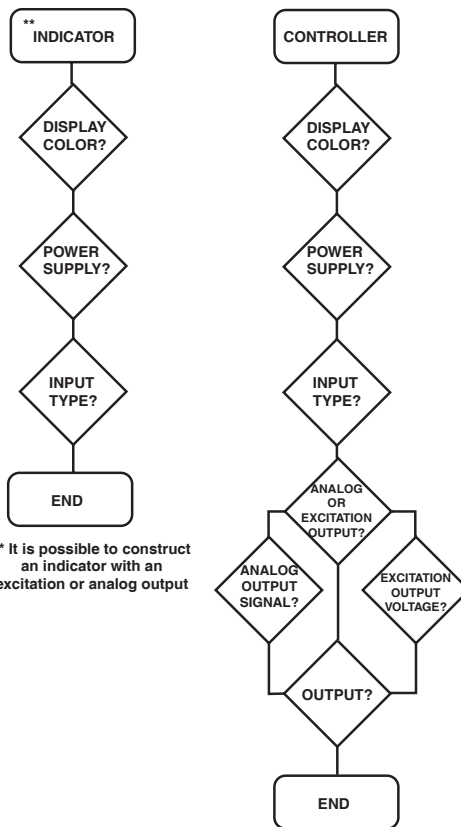 **
INDICATOR
DISPLAY
COLOR?
POWER
SUPPLY?
INPUT
TYPE?
END
* It is possible to construct
an indicator with an
excitation or analog output
CONTROLLER
DISPLAY
COLOR?
POWER
SUPPLY?
INPUT
TYPE?
ANALOG
OR
EXCITATION
OUTPUT?
ANALOG
OUTPUT
SIGNAL?
EXCITATION
OUTPUT
VOLTAGE?
OUTPUT?
END